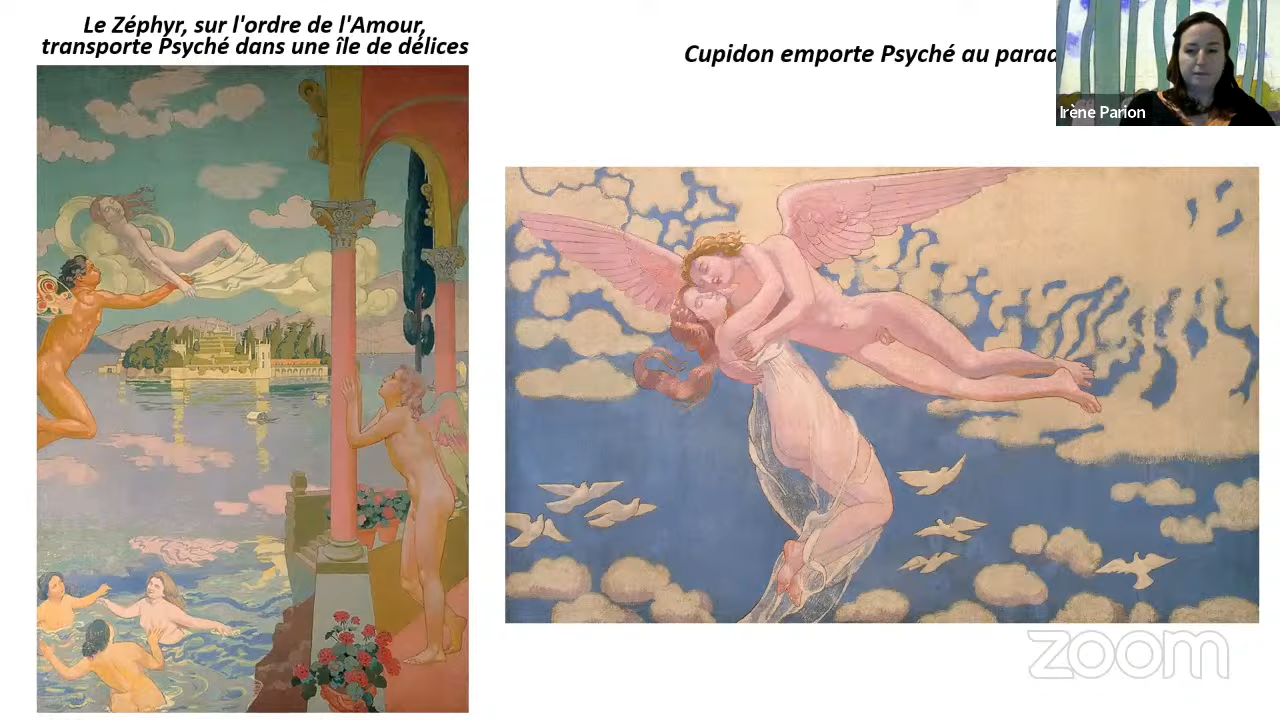 Le Zéphyr, sur l'ordre de l'Amour,
transporte Psyché dans une île de délices
Cupidon emporte Psyché au parad
Irène Parion
zoom